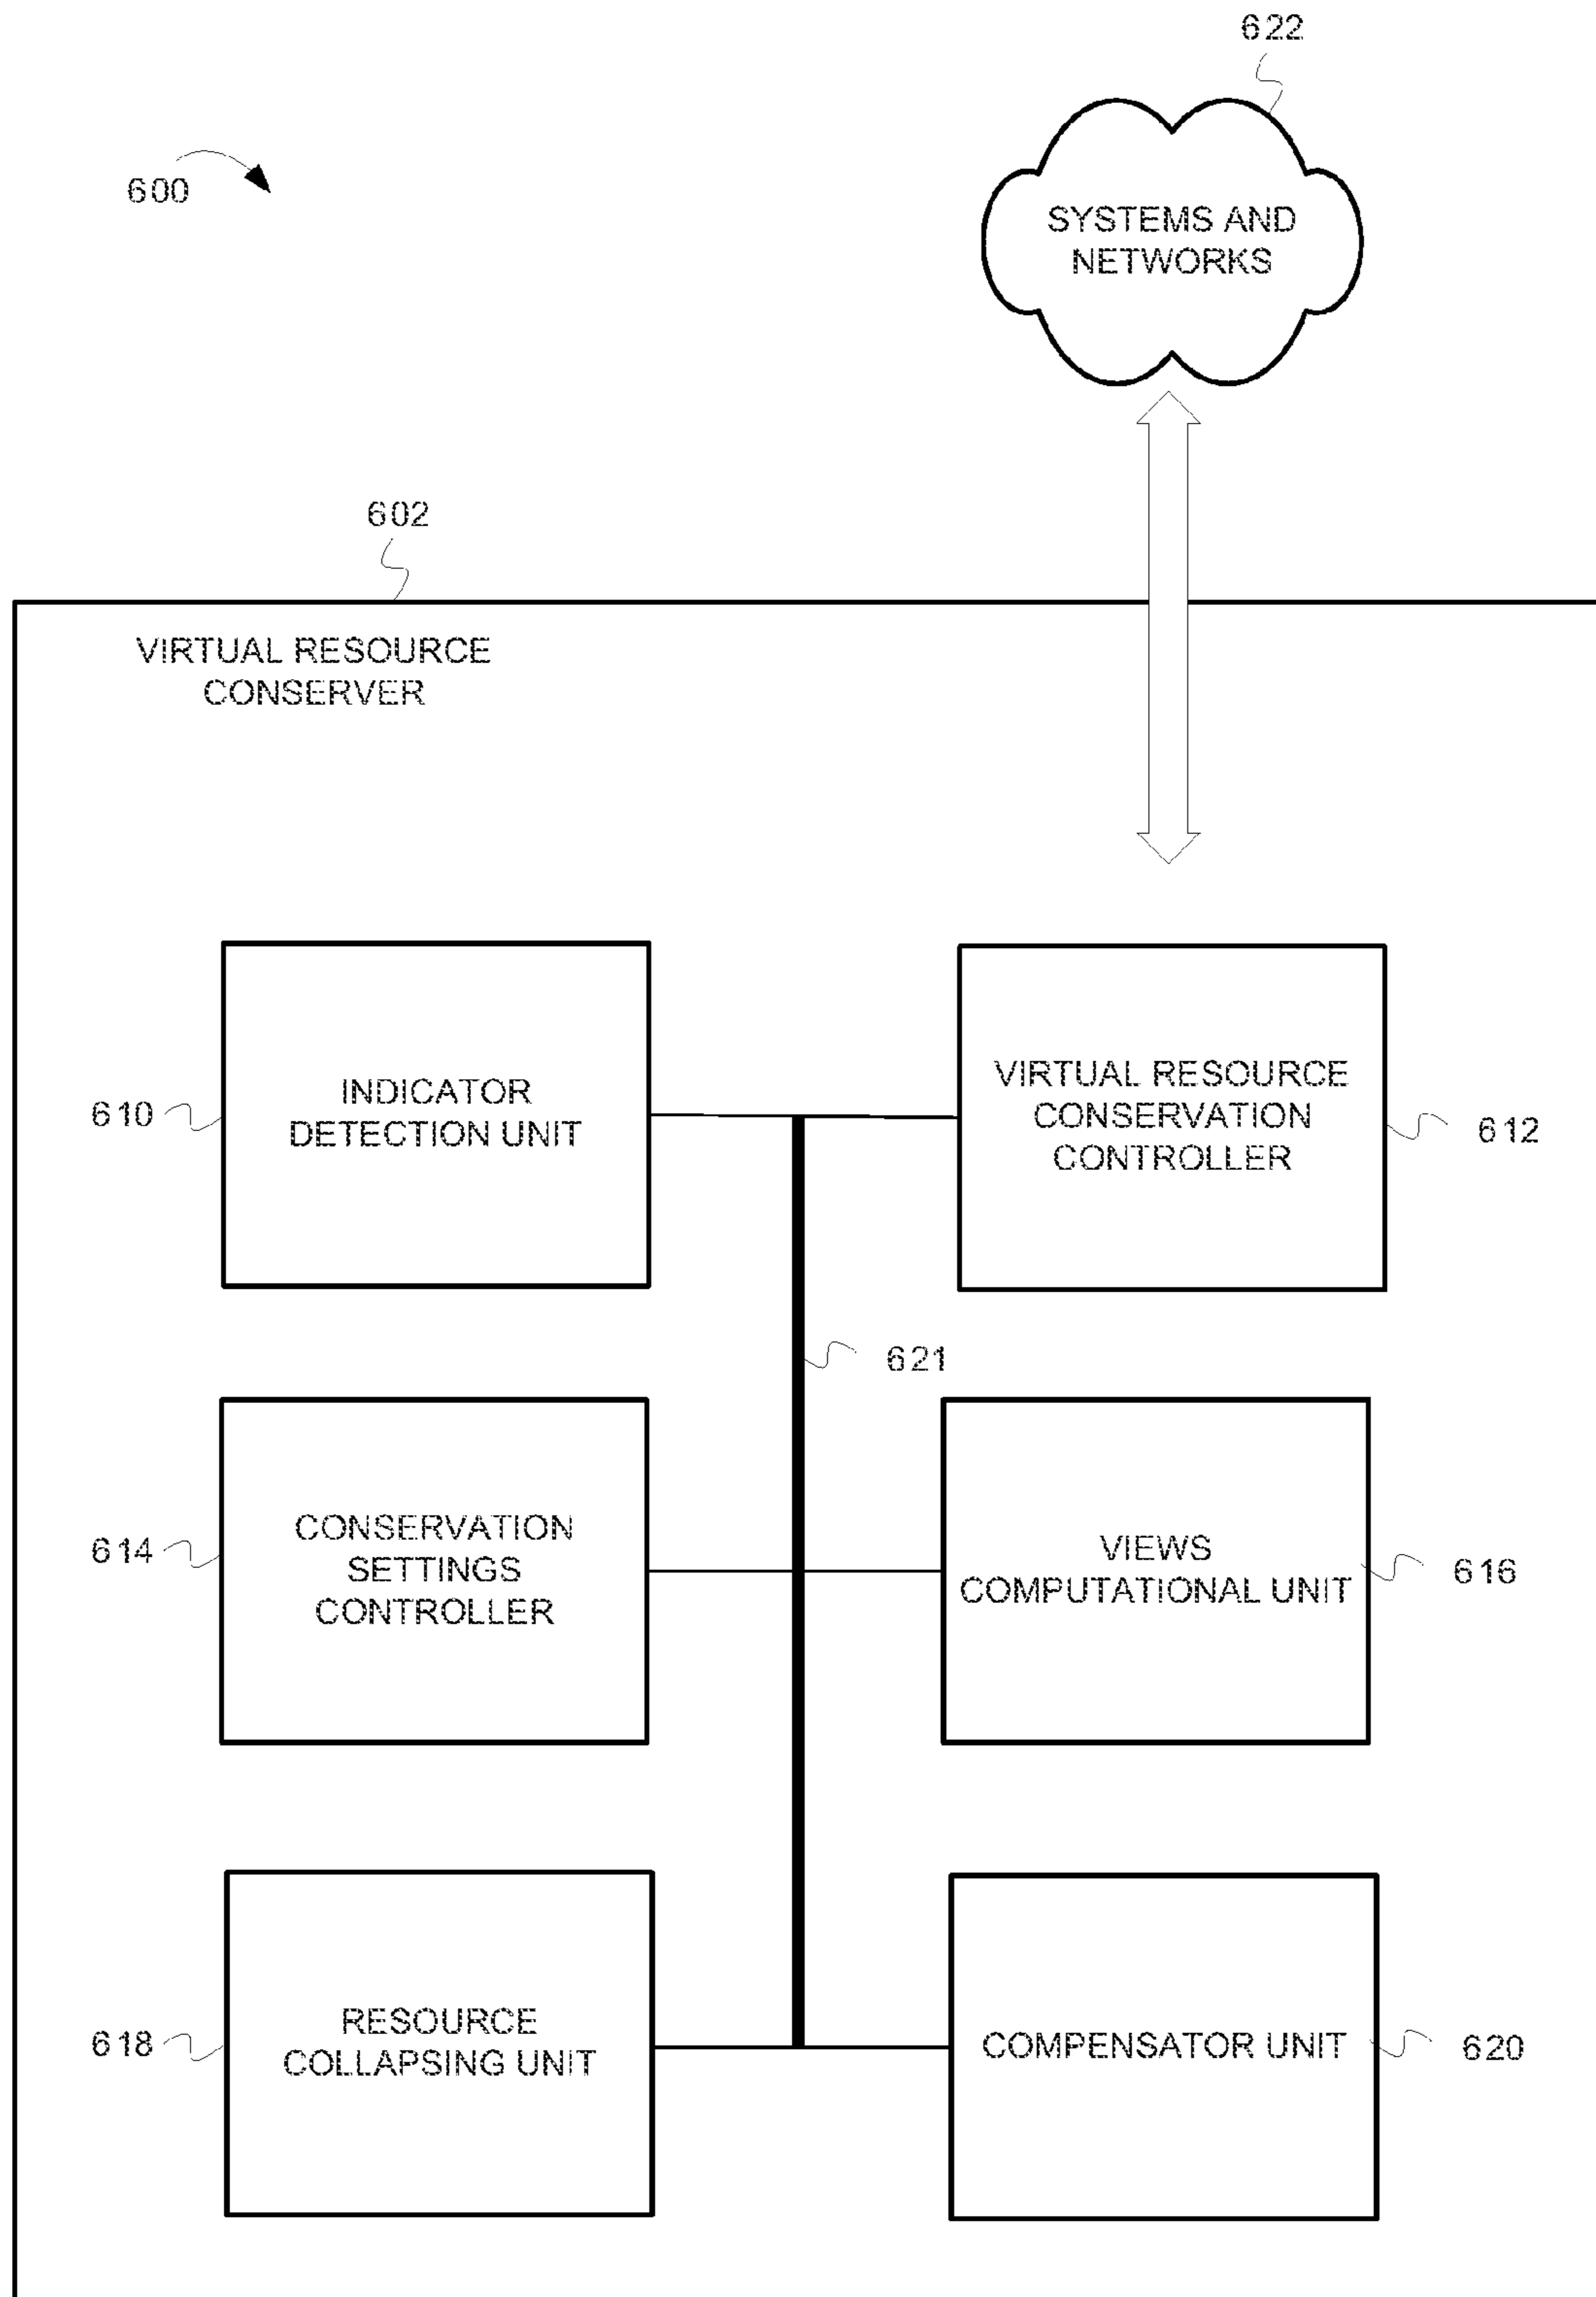 622
600
SYSTEMS AND
NETWORKS
602
VIRTUAL RESOURCE
CONSERVER
610
INDICATOR
DETECTION UNIT
VIRTUAL RESOURCE
CONSERVATION
CONTROLLER
612
621
614
CONSERVATION
SETTINGS
CONTROLLER
VIEWS
COMPUTATIONAL UNIT
616
618
RESOURCE
COLLAPSING UNIT
COMPENSATOR UNIT
620